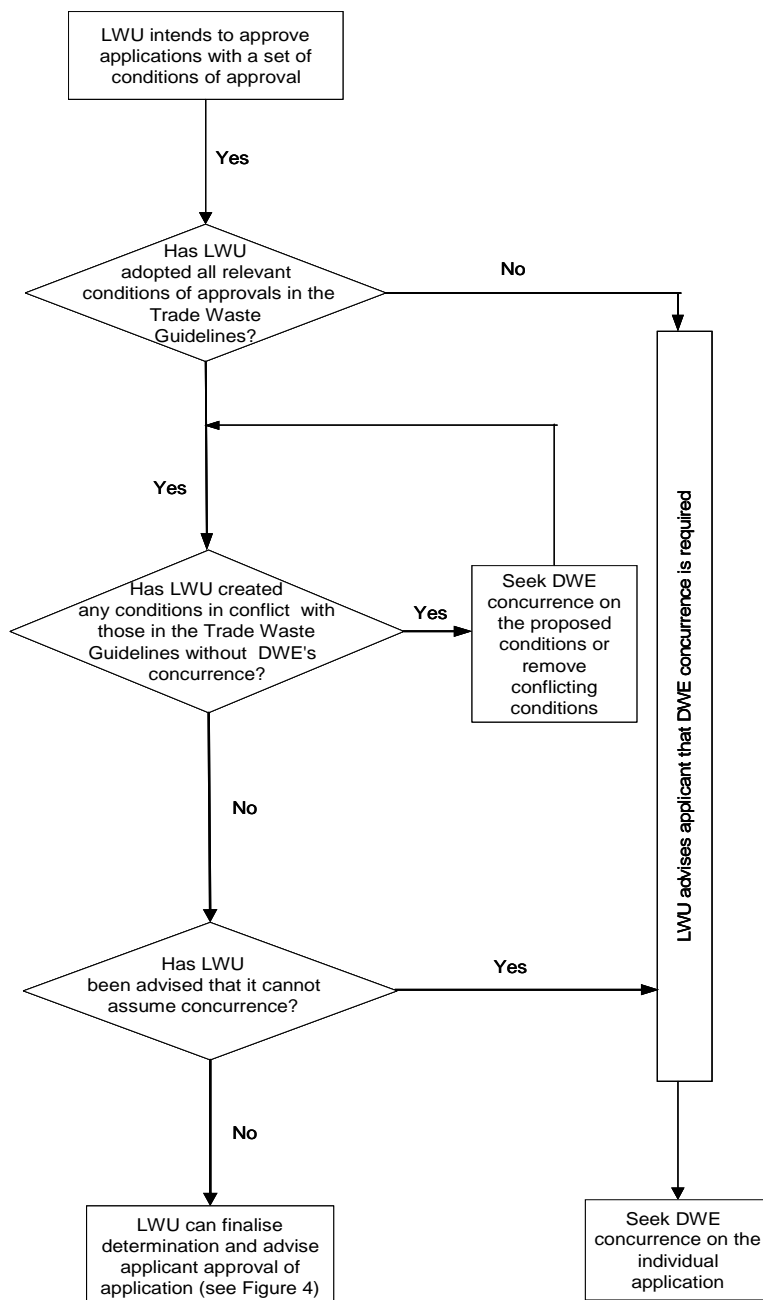 LWU intends to approve
applications with a set of
conditions of approval
Yes
Has LWU
adopted all relevant
conditions of approvals in the
Trade Waste
Guidelines?
No
LWU advises applicant that DWE concurrence is required
Yes
Has LWU created
any conditions in conflict with
those in the Trade Waste
Guidelines without DWE's
concurrence?
Yes
Seek DWE
concurrence on
the proposed
conditions or
remove
conflicting
conditions
No
Has LWU
been advised that it cannot
assume concurrence?
Yes
No
LWU can finalise
determination and advise
applicant approval of
application (see Figure 4)
Seek DWE
concurrence on the
individual
application